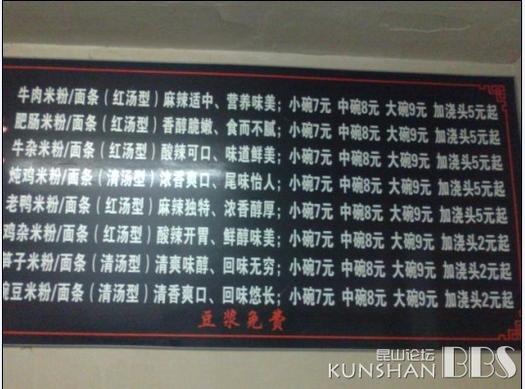 牛肉米粉/面条（红汤型）麻辣适中、营养味美；小碗7元 中碗8元 大碗9元 加浇头5元起
肥肠米粉/面条（红汤型）香醇脆嫩、食而不腻；小碗7元 中碗8元 大碗9元 加浇头5元起
牛杂米粉/面条（红汤型）酸辣可口、味道鲜美；小碗7元 中碗8元 大碗9元 加浇头5元起
炖鸡米粉/面条（清汤型）浓香爽口、尾味怡人；小碗7元 中碗8元 大碗9元 加浇头5元起
老鸭米粉/面条（红汤型）麻辣独特、浓香醇厚；小碗7元 中碗8元 大碗9元 加浇头5元起
鸡杂米粉/面条（红汤型）酸辣开胃、鲜醇味美；小碗7元 中碗8元 大碗9元 加浇头2元起
笋子米粉/面条（清汤型）清爽味醇、回味无穷；小碗7元 中碗8元 大碗9元 加浇头2元起
豌豆米粉/面条（清汤型）清香爽口、回味悠长；小碗7元 中碗8元 大碗9元 加浇头2元起
豆浆免费
昆山论坛
KUNSHAN BBS